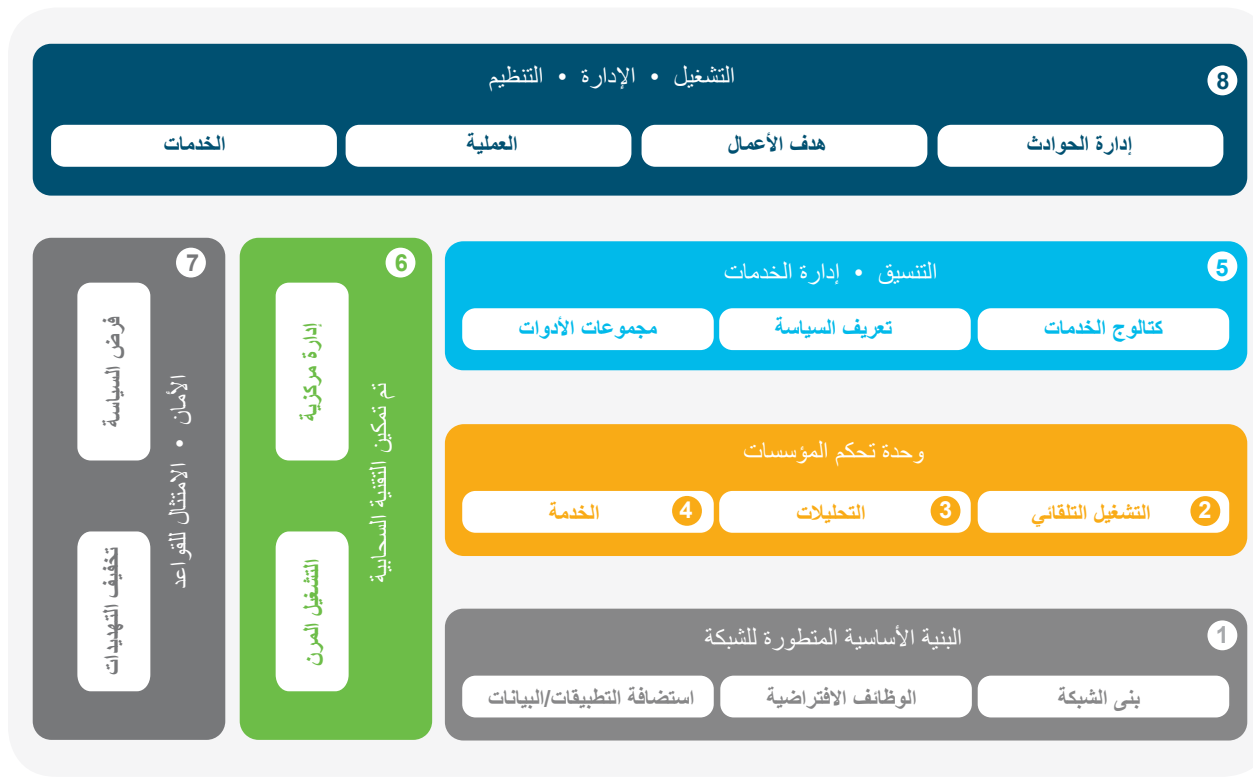 8
التشغيل • الإدارة • التنظيم
إدارة الحوادث
هدف الأعمال
العملية
الخدمات
5
التنسيق • إدارة الخدمات
كتالوج الخدمات
تعريف السياسة
مجموعات الأدوات
وحدة تحكم المؤسسات
2 التشغيل التلقائي
3 التحليلات
4 الخدمة
1
البنية الأساسية المتطورة للشبكة
بنى الشبكة
الوظائف الافتراضية
استضافة التطبيقات/البيانات
6
تم تمكين التقنية السحابية
إدارة مركزية
التشغيل المرن
7
الأمان • الامتثال للقواعد
فرض السياسة
تخفيف التهديدات